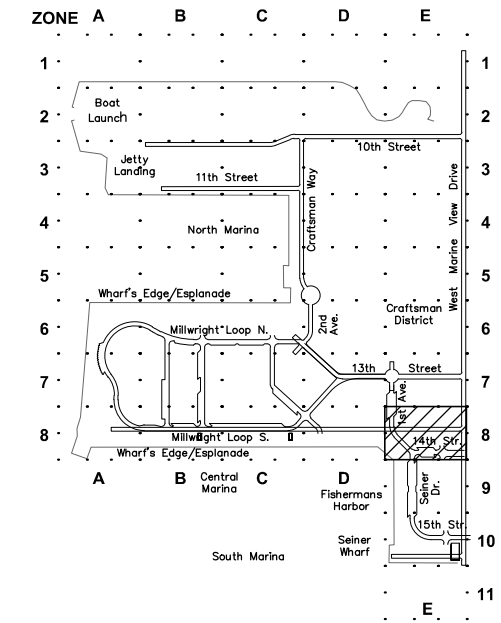 ZONE A B C D E
1 1
Boat
Launch
2 2
10th Street
Jetty
Landing
3 3
11th Street
Craftsman Way
West Marine View Drive
4 4
North Marina
5 5
Wharf's Edge/Esplanade
Craftsman
District
2nd
Ave.
6 6
Millwright Loop N.
13th Street
7 7
1st Ave.
8 8
Millwright Loop S.
14th Str.
Wharf's Edge/Esplanade
A B C D
Central
Marina
9
Seiner
Dr.
Fishermans
Harbor
15th Str.
Seiner
Wharf
10
South Marina
11
E